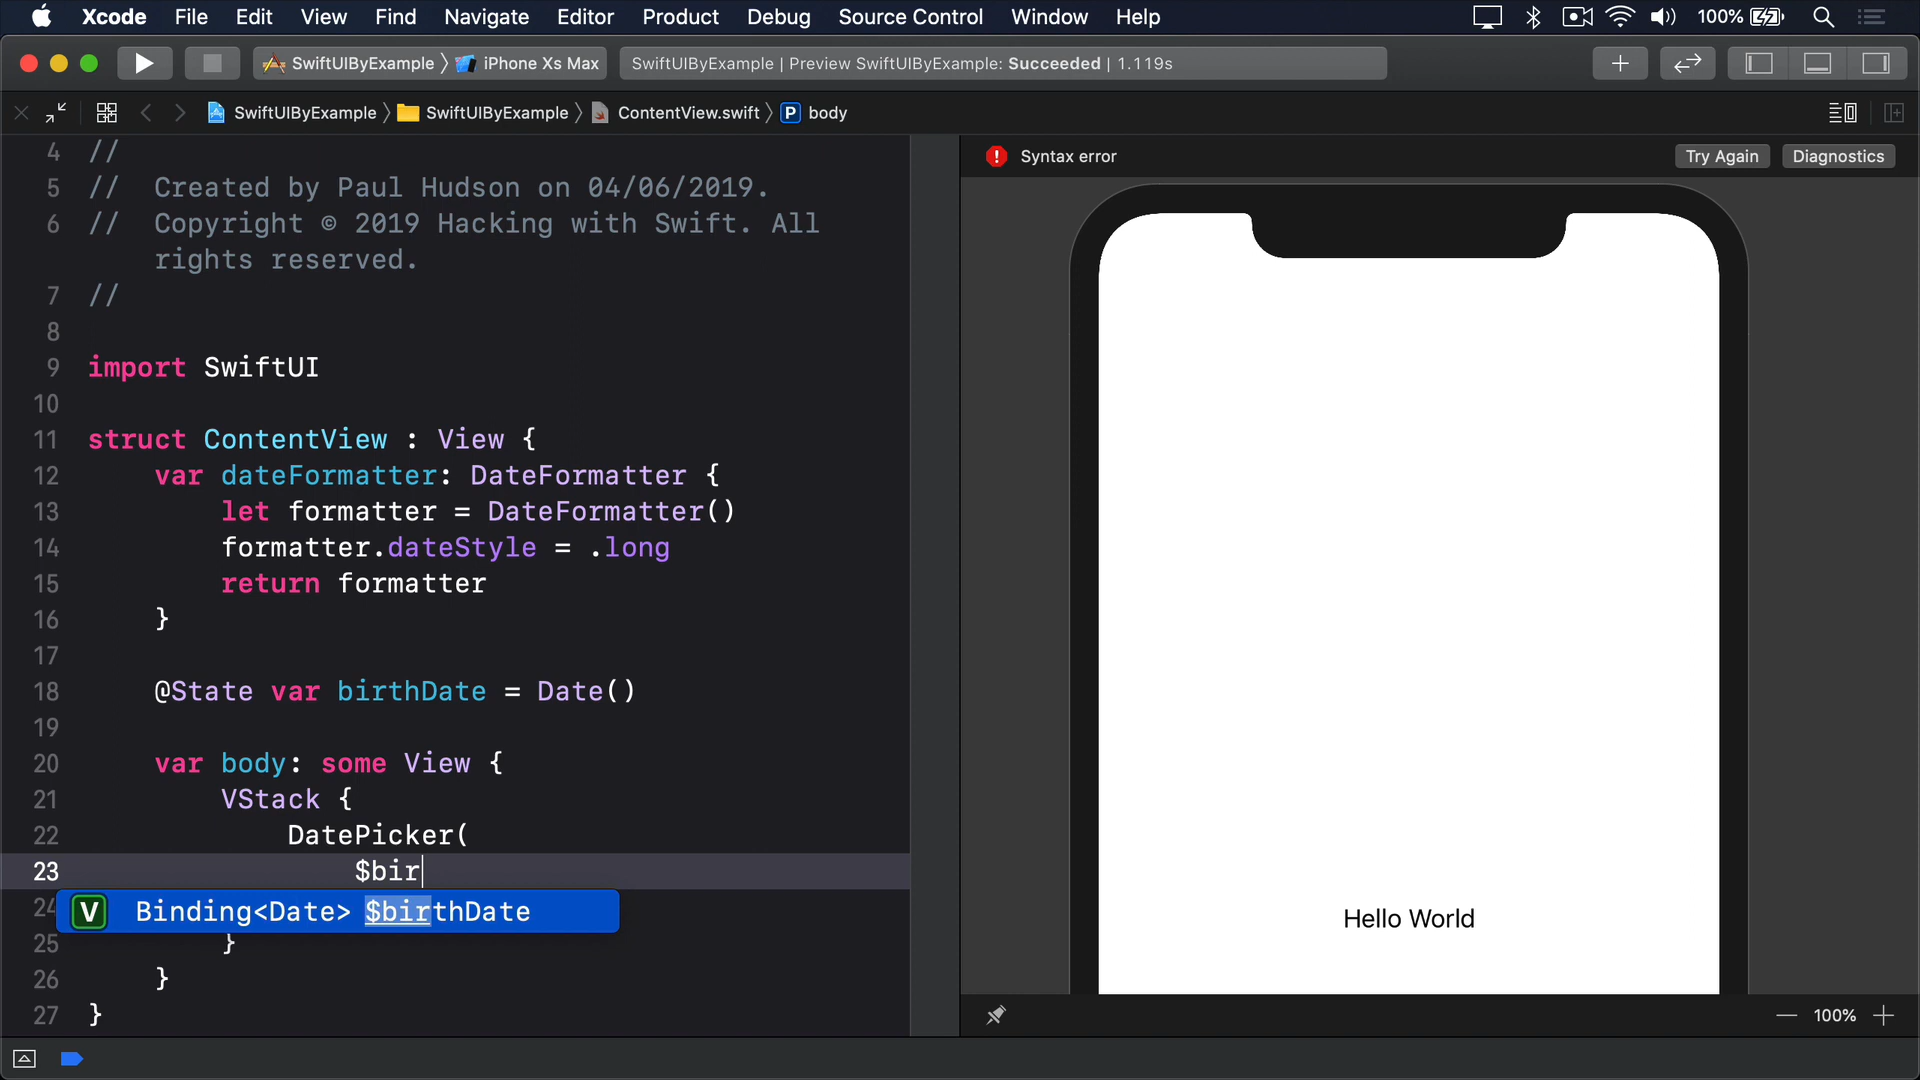 Xcode File Edit View Find Navigate Editor Product Debug Source Control Window Help 100%
SwiftUIByExample iPhone Xs Max SwiftUIByExample | Preview SwiftUIByExample: Succeeded | 1.119s
SwiftUIByExample SwiftUIByExample ContentView.swift P body
4 //
5 // Created by Paul Hudson on 04/06/2019.
6 // Copyright © 2019 Hacking with Swift. All
rights reserved.
7 //
8
9 import SwiftUI
10
11 struct ContentView : View {
12 var dateFormatter: DateFormatter {
13 let formatter = DateFormatter()
14 formatter.dateStyle = .long
15 return formatter
16 }
17
18 @State var birthDate = Date()
19
20 var body: some View {
21 VStack {
22 DatePicker(
23 $bir
24 V Binding<Date> $birthDate
25 }
26 }
27 }
Syntax error Try Again Diagnostics
Hello World
100%